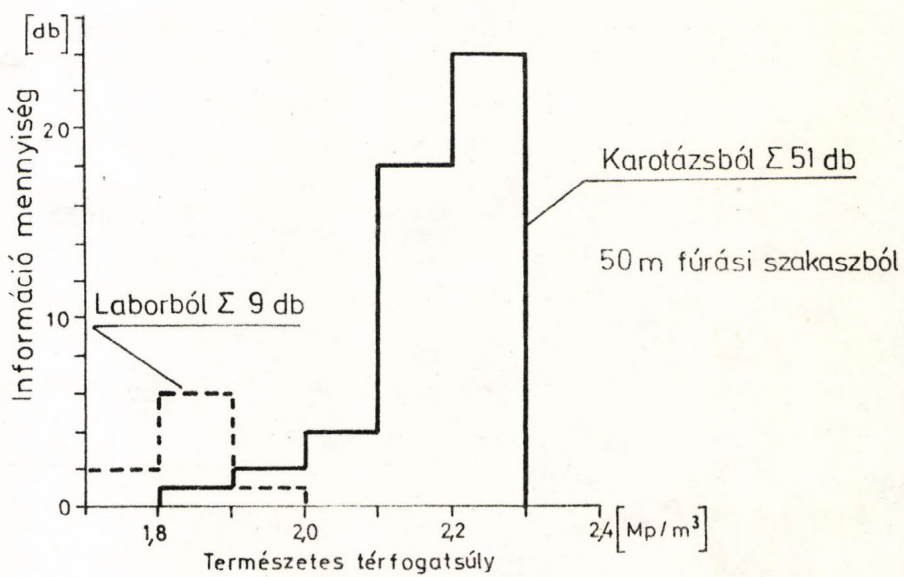 [db]
Információ mennyiség
20
10
0
Karotázsból Σ 51 db
50 m fúrási szakaszból
Laborból Σ 9 db
1,8
2,0
2,2
2,4 [Mp/m³]
Természetes térfogatsúly